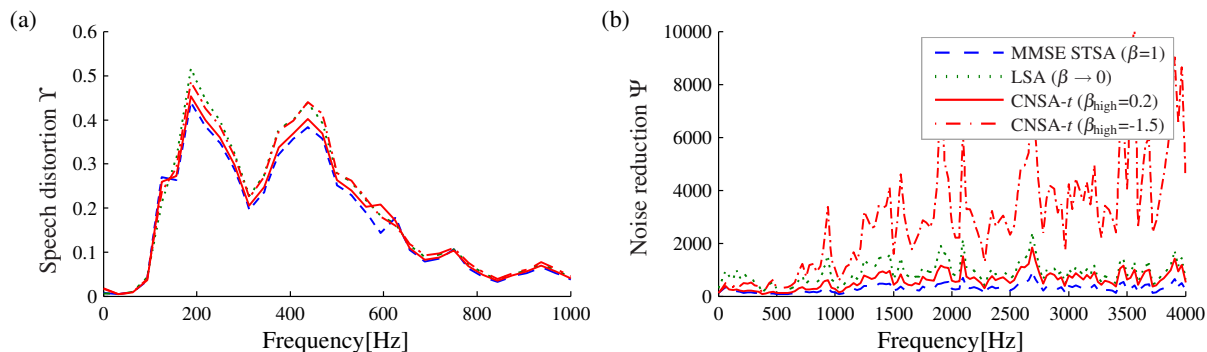 (a)
0.6
0.5
0.4
0.3
0.2
0.1
0
Speech distortion ϒ
0 200 400 600 800 1000
Frequency[Hz]
(b)
10000
8000
6000
4000
2000
0
Noise reduction Ψ
MMSE STSA (β=1)
LSA (β → 0)
CNSA-t (βhigh=0.2)
CNSA-t (βhigh=-1.5)
0 500 1000 1500 2000 2500 3000 3500 4000
Frequency[Hz]